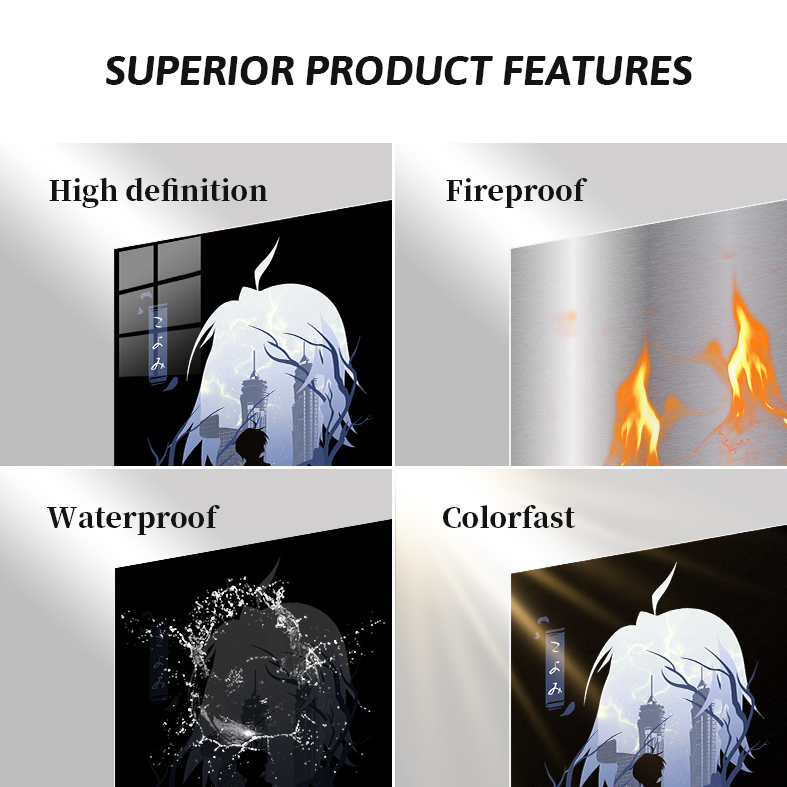 SUPERIOR PRODUCT FEATURES
High definition
Fireproof
こよみ
Waterproof
Colorfast
こよみ